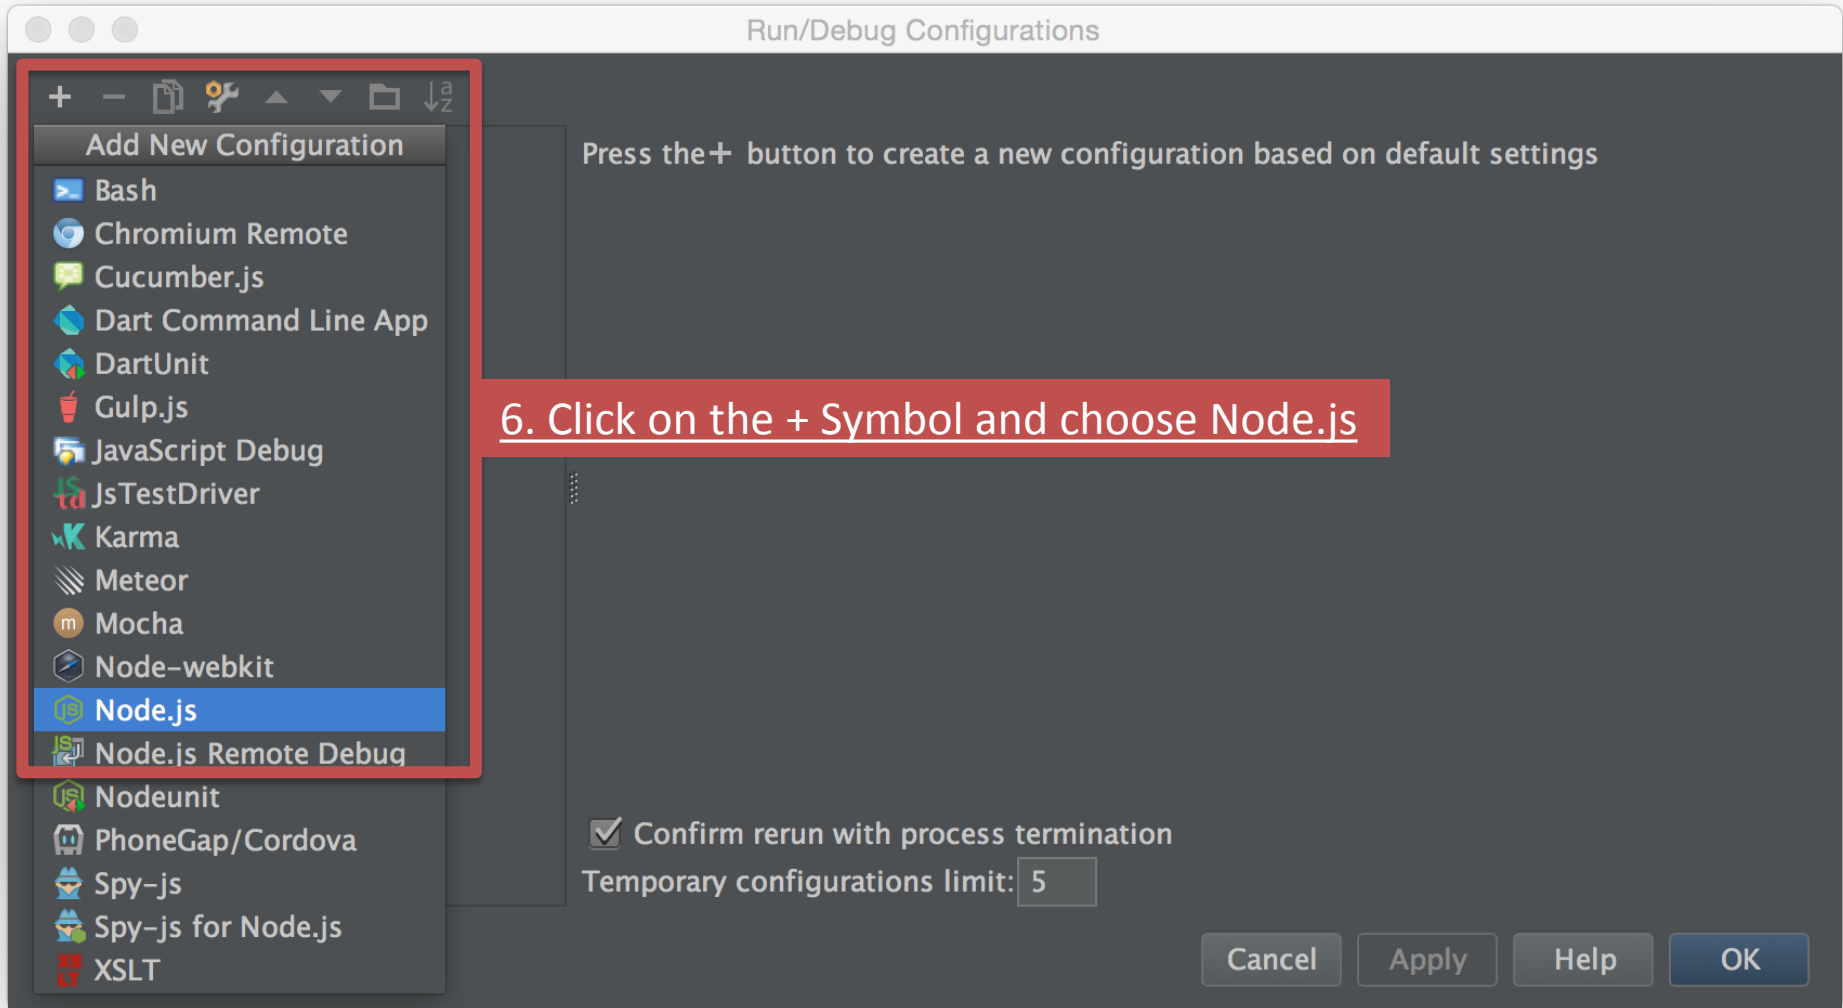 Run/Debug Configurations
Add New Configuration
Press the + button to create a new configuration based on default settings
Bash
Chromium Remote
Cucumber.js
Dart Command Line App
DartUnit
Gulp.js
6. Click on the + Symbol and choose Node.js
JavaScript Debug
JsTestDriver
Karma
Meteor
Mocha
Node-webkit
Node.js
Node.js Remote Debug
Nodeunit
PhoneGap/Cordova
Spy-js
Spy-js for Node.js
XSLT
Confirm rerun with process termination
Temporary configurations limit: 5
Cancel Apply Help OK